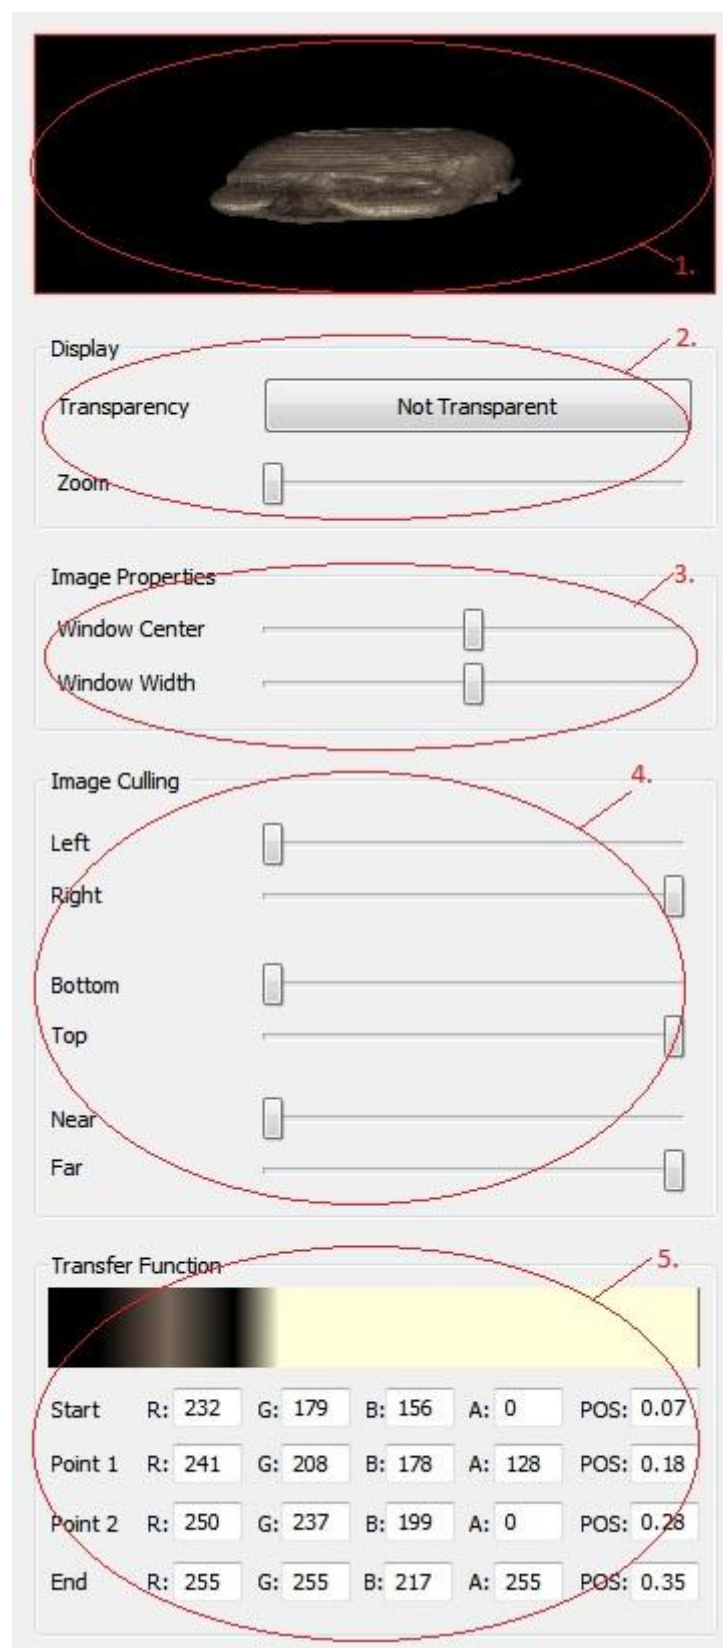 1.
2.
Display
Transparency Not Transparent
Zoom
Image Properties 3.
Window Center
Window Width
4.
Image Culling
Left
Right
Bottom
Top
Near
Far
5.
Transfer Function
Start R: 232 G: 179 B: 156 A: 0 POS: 0.07
Point 1 R: 241 G: 208 B: 178 A: 128 POS: 0.18
Point 2 R: 250 G: 237 B: 199 A: 0 POS: 0.28
End R: 255 G: 255 B: 217 A: 255 POS: 0.35